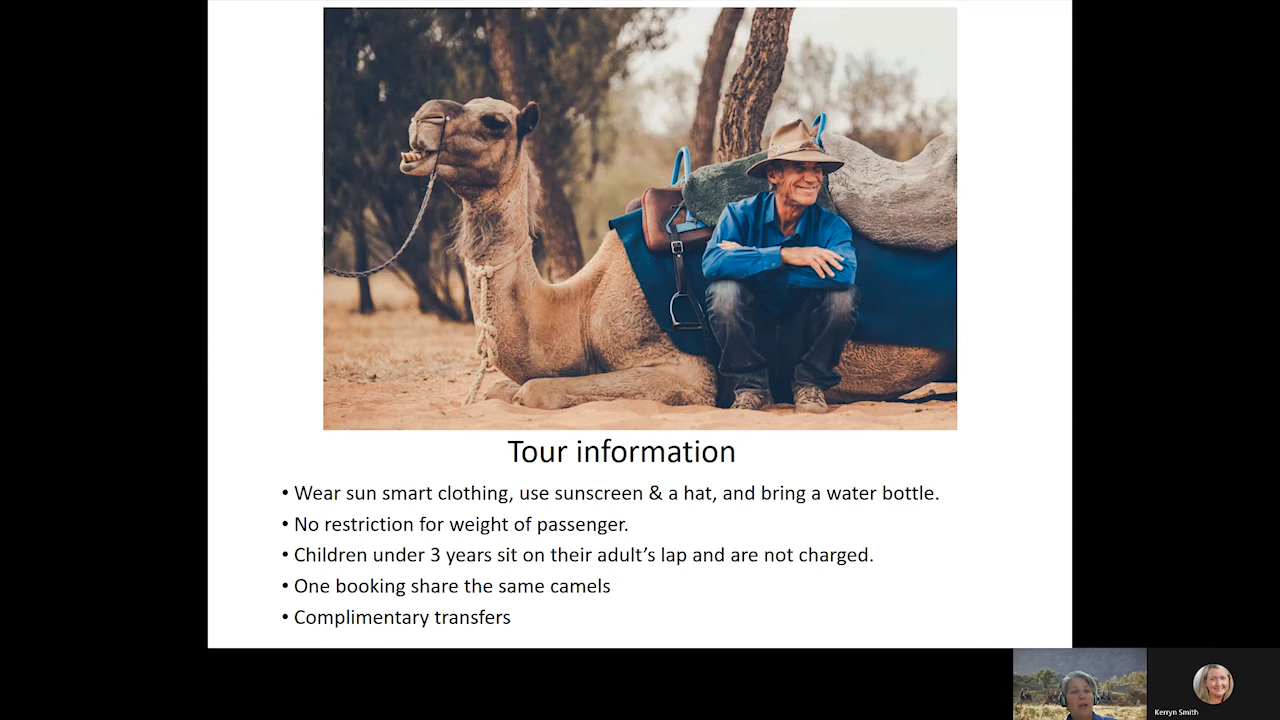 Tour information
• Wear sun smart clothing, use sunscreen & a hat, and bring a water bottle.
• No restriction for weight of passenger.
• Children under 3 years sit on their adult’s lap and are not charged.
• One booking share the same camels
• Complimentary transfers
Kerryn Smith